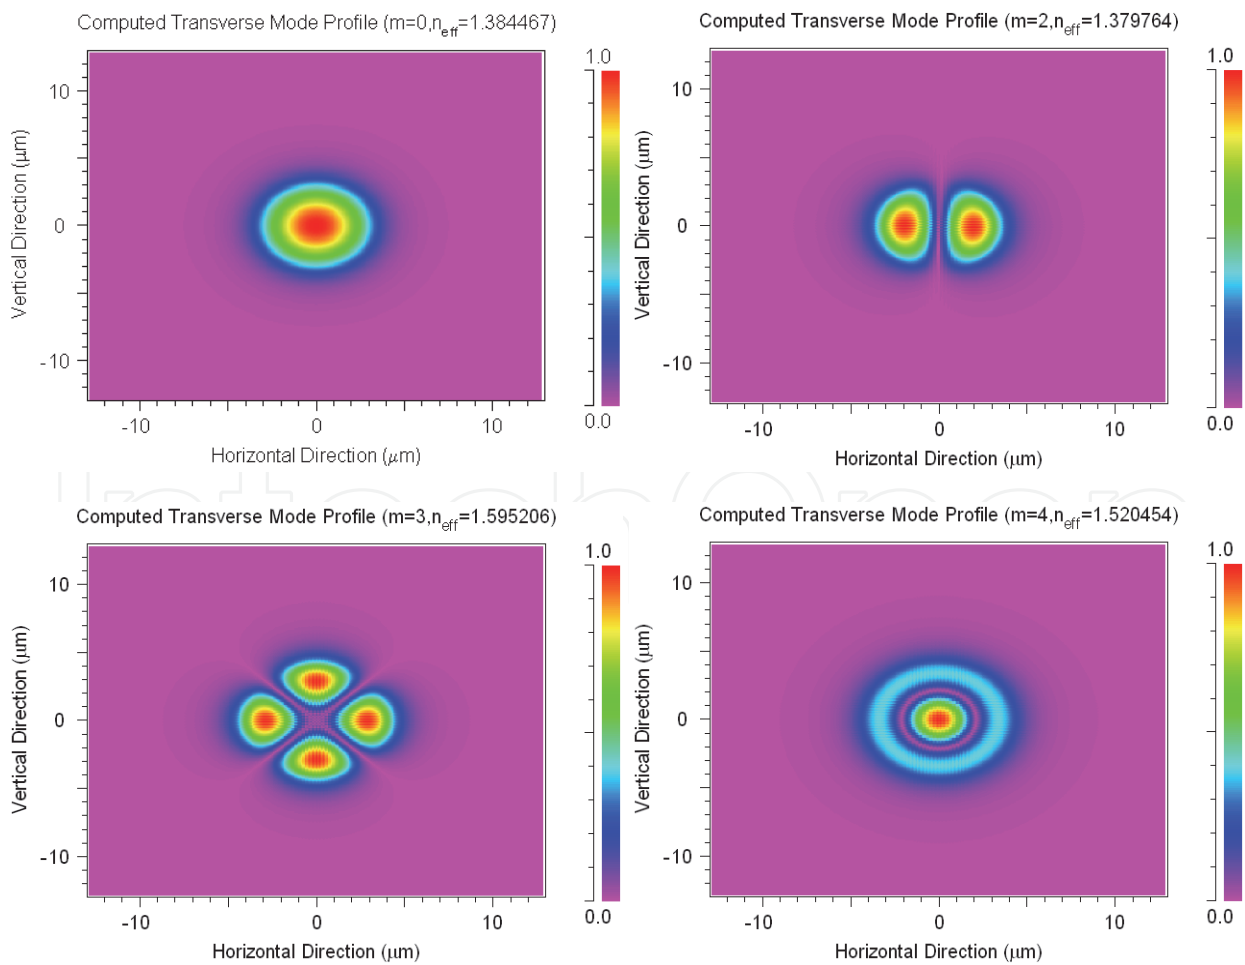 Computed Transverse Mode Profile (m=0,neff=1.384467)
1.0
10
0
-10
Vertical Direction (μm)
-10 0 10
Horizontal Direction (μm)
0.0
Computed Transverse Mode Profile (m=2,neff=1.379764)
1.0
10
0
-10
Vertical Direction (μm)
-10 0 10
Horizontal Direction (μm)
0.0
Computed Transverse Mode Profile (m=3,neff=1.595206)
1.0
10
0
-10
Vertical Direction (μm)
-10 0 10
Horizontal Direction (μm)
0.0
Computed Transverse Mode Profile (m=4,neff=1.520454)
1.0
10
0
-10
Vertical Direction (μm)
-10 0 10
Horizontal Direction (μm)
0.0